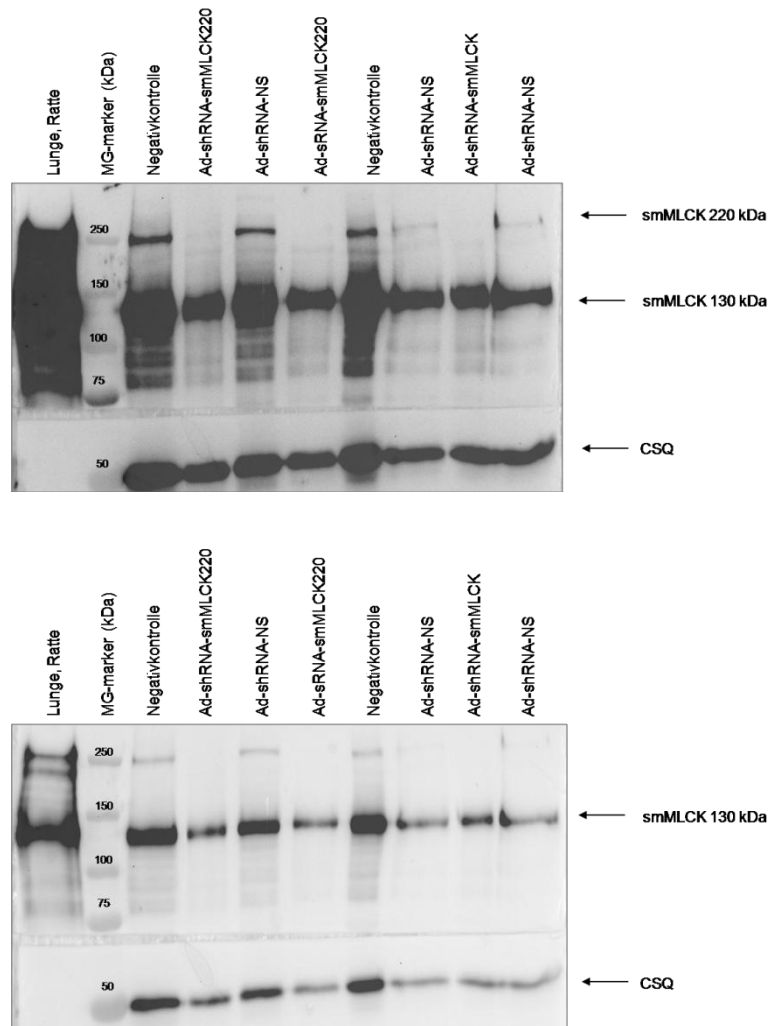 Lunge, Ratte
MG-marker (kDa)
Negativkontrolle
Ad-shRNA-smMLCK220
Ad-shRNA-NS
Ad-sRNA-smMLCK220
Negativkontrolle
Ad-shRNA-NS
Ad-shRNA-smMLCK
Ad-shRNA-NS
250
150
100
75
50
smMLCK 220 kDa
smMLCK 130 kDa
CSQ
Lunge, Ratte
MG-marker (kDa)
Negativkontrolle
Ad-shRNA-smMLCK220
Ad-shRNA-NS
Ad-sRNA-smMLCK220
Negativkontrolle
Ad-shRNA-NS
Ad-shRNA-smMLCK
Ad-shRNA-NS
250
150
100
75
50
smMLCK 130 kDa
CSQ